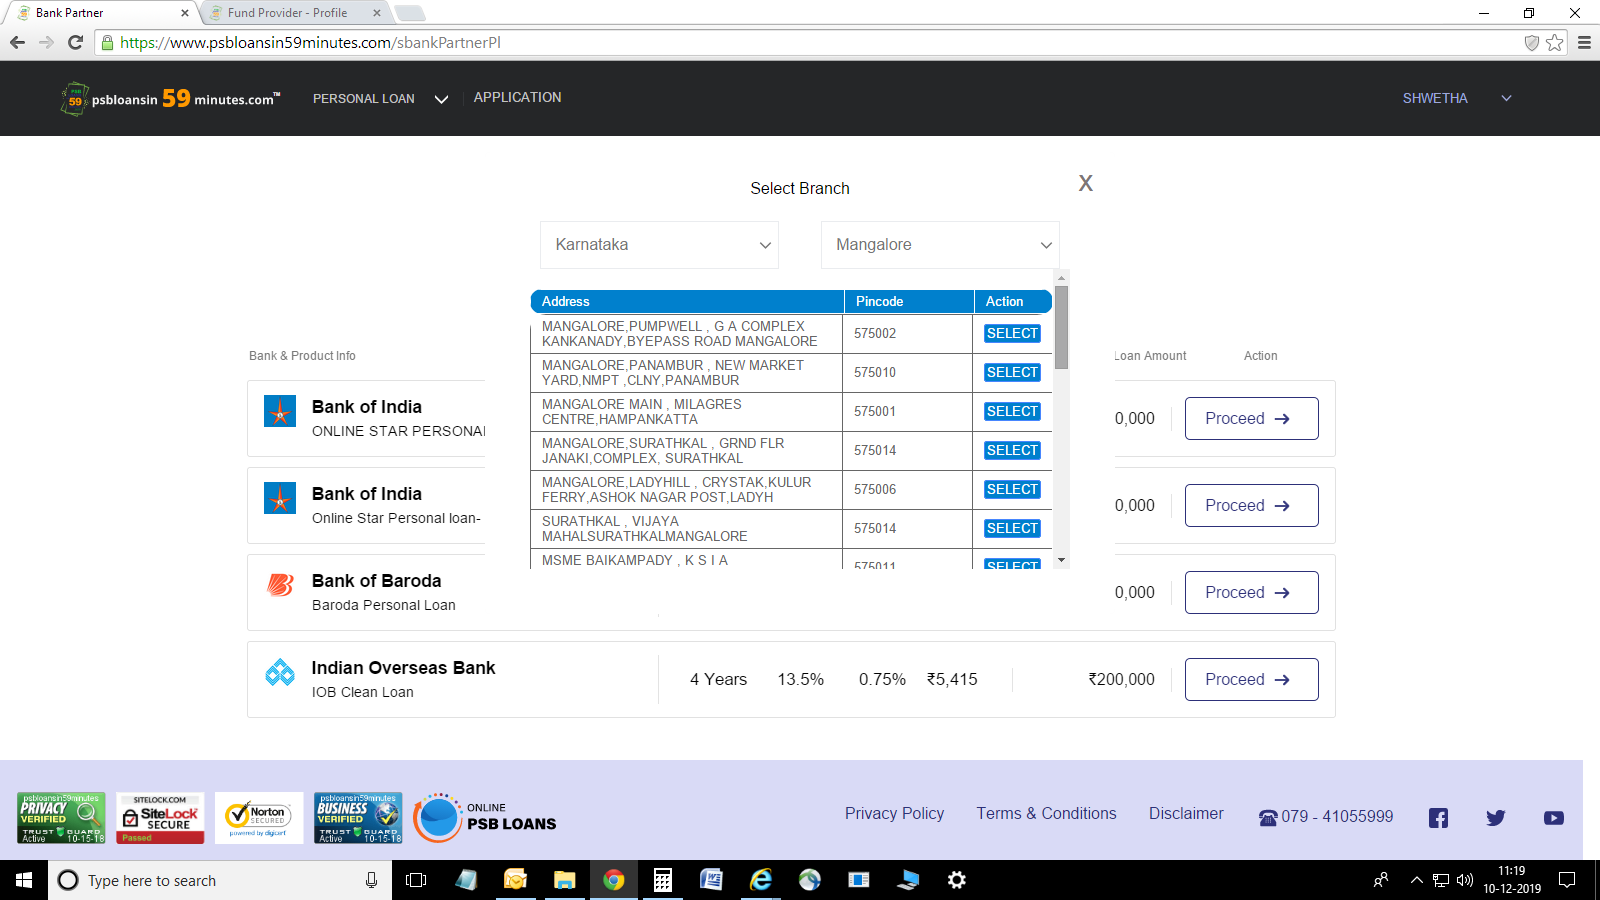 Bank Partner
Fund Provider - Profile
https://www.psbloansin59minutes.com/sbankPartnerPl
PSB
59
psbloansin 59 minutes.com™
PERSONAL LOAN
APPLICATION
SHWETHA
Select Branch
X
Karnataka
Mangalore
Address Pincode Action
MANGALORE,PUMPWELL , G A COMPLEX
KANKANADY,BYEPASS ROAD MANGALORE
575002
SELECT
MANGALORE,PANAMBUR , NEW MARKET
YARD,NMPT ,CLNY,PANAMBUR
575010
SELECT
MANGALORE MAIN , MILAGRES
CENTRE,HAMPANKATTA
575001
SELECT
MANGALORE,SURATHKAL , GRND FLR
JANAKI,COMPLEX, SURATHKAL
575014
SELECT
MANGALORE,LADYHILL , CRYSTAK,KULUR
FERRY,ASHOK NAGAR POST,LADYH
575006
SELECT
SURATHKAL , VIJAYA
MAHALSURATHKALMANGALORE
575014
SELECT
MSME BAIKAMPADY , K S I A
575011
SELECT
Bank & Product Info
Loan Amount
Action
Bank of India
ONLINE STAR PERSONAL
0,000
Proceed →
Bank of India
Online Star Personal loan-
0,000
Proceed →
Bank of Baroda
Baroda Personal Loan
0,000
Proceed →
Indian Overseas Bank
IOB Clean Loan
4 Years 13.5% 0.75% ₹5,415 ₹200,000
Proceed →
psbloansin59minutes
PRIVACY
VERIFIED
TRUST GUARD
Active 10-15-18
SITELOCK.COM
SiteLock
SECURE
Passed
Norton
SECURED
powered by digicert
psbloansin59minutes
BUSINESS
VERIFIED
TRUST GUARD
Active 10-15-18
ONLINE
PSB LOANS
Privacy Policy
Terms & Conditions
Disclaimer
079 - 41055999
Type here to search
11:19
10-12-2019